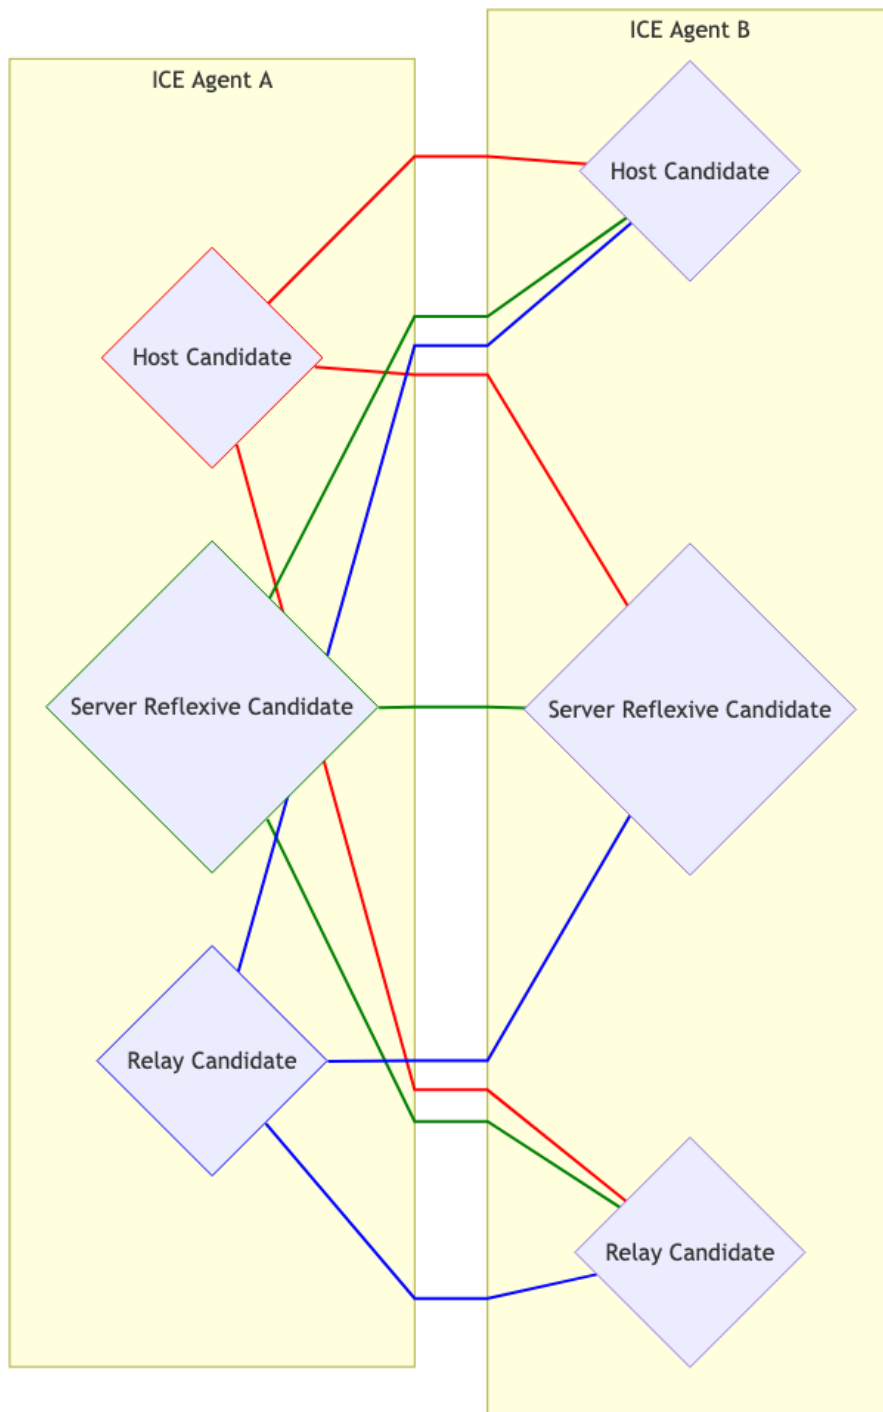 ICE Agent A
Host Candidate
Server Reflexive Candidate
Relay Candidate
ICE Agent B
Host Candidate
Server Reflexive Candidate
Relay Candidate